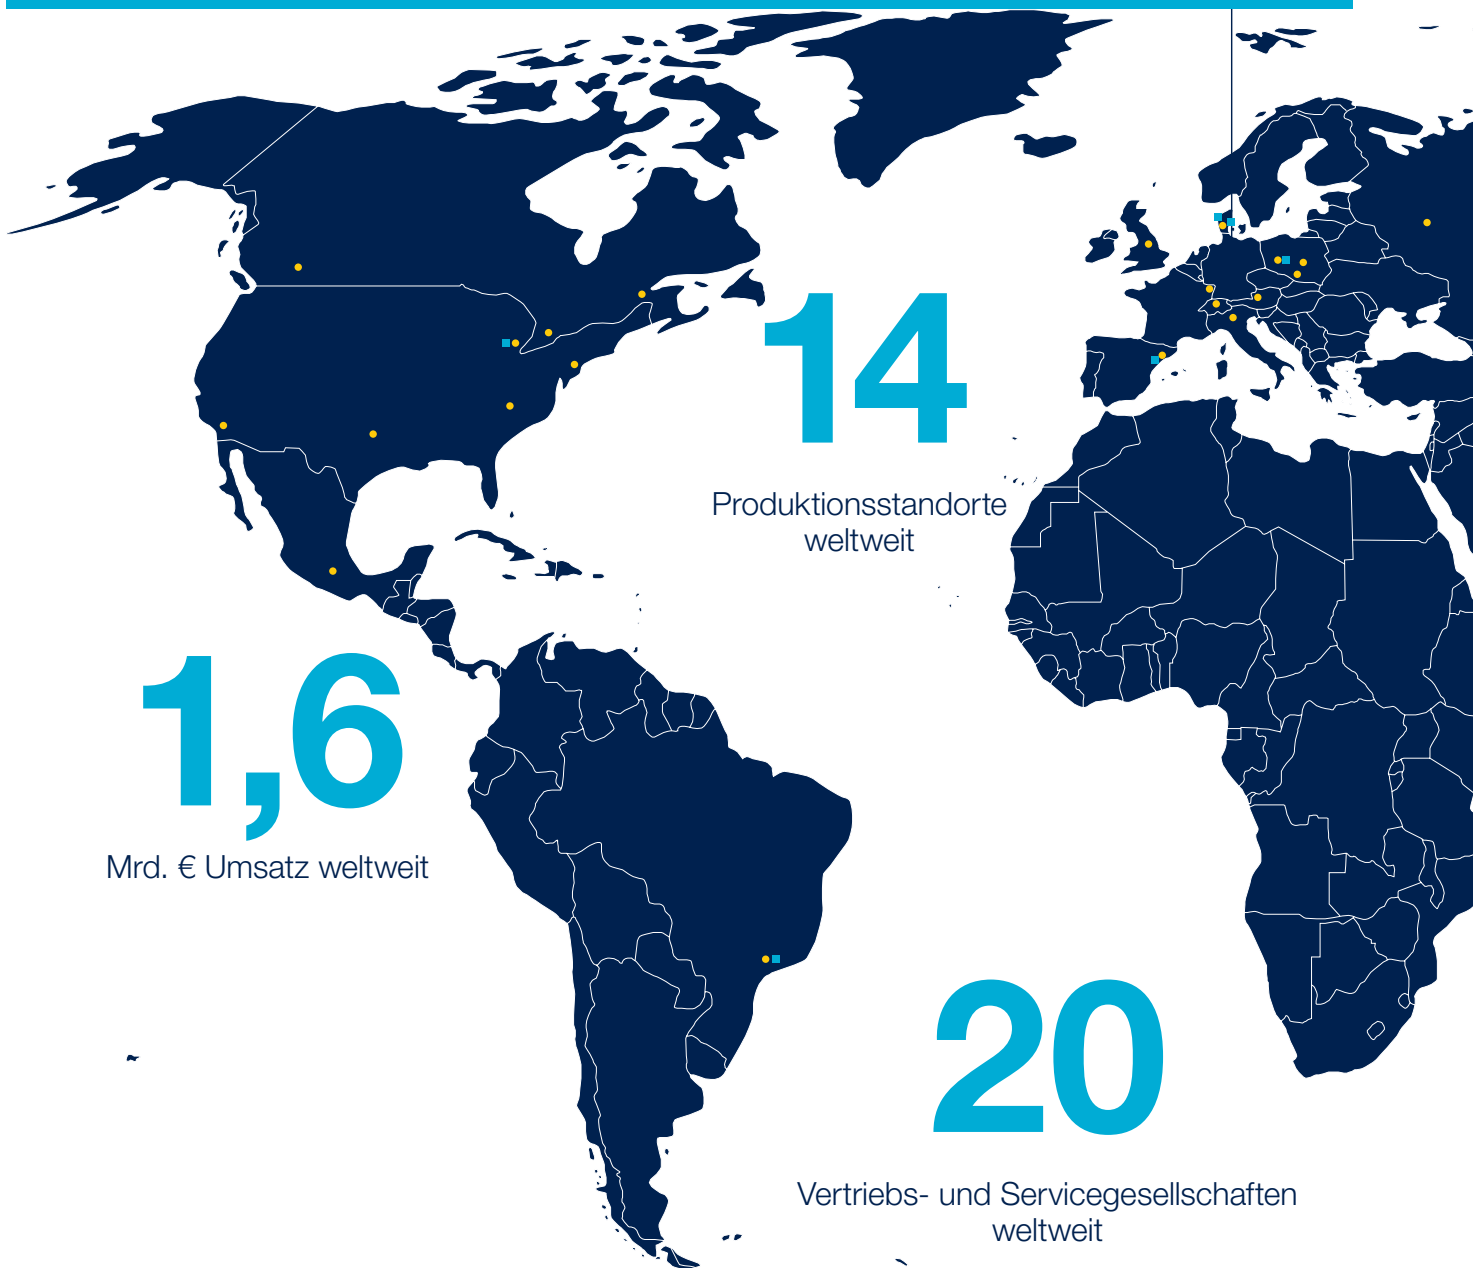 14
Produktionsstandorte
weltweit
1,6
Mrd. € Umsatz weltweit
20
Vertriebs- und Servicegesellschaften
weltweit